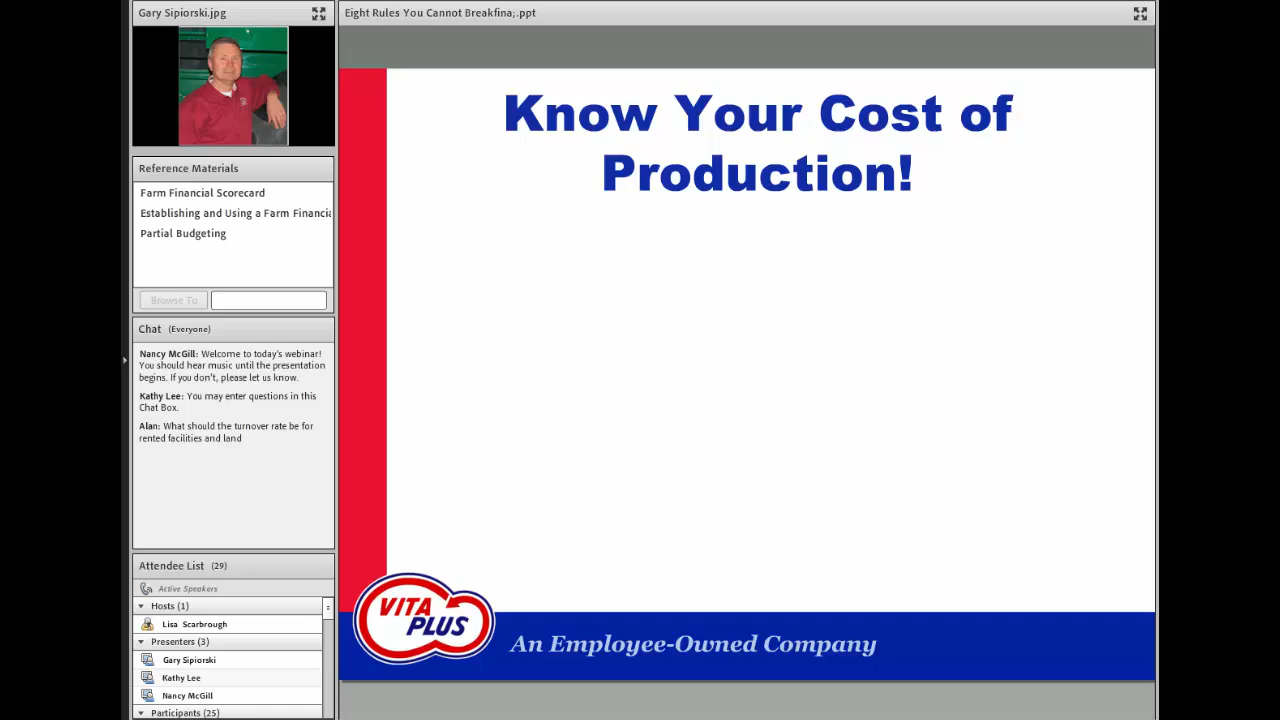 Gary Sipiorski.jpg
Reference Materials
Farm Financial Scorecard
Establishing and Using a Farm Financia
Partial Budgeting
Browse To
Chat (Everyone)
Nancy McGill: Welcome to today's webinar!
You should hear music until the presentation
begins. If you don't, please let us know.
Kathy Lee: You may enter questions in this
Chat Box.
Alan: What should the turnover rate be for
rented facilities and land
Attendee List (29)
Active Speakers
Hosts (1)
Lisa Scarbrough
Presenters (3)
Gary Sipiorski
Kathy Lee
Nancy McGill
Participants (25)
Eight Rules You Cannot Breakfina;.ppt
Know Your Cost of
Production!
VITA
PLUS
An Employee-Owned Company